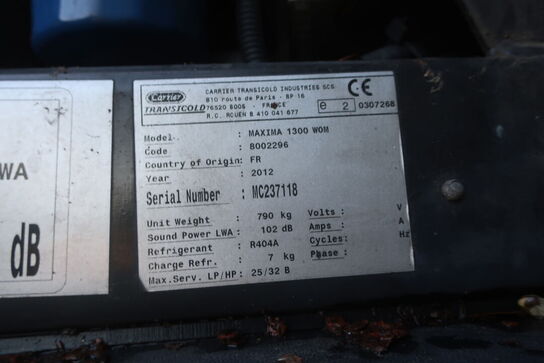 WA
dB
Carrier
TRANSICOLD
CARRIER TRANSICOLD INDUSTRIES SCS
810 route de Paris - BP 16
76520 BOOS - FRANCE
R.C. ROUEN B 410 041 677
CE
e 2 0307268
Model : MAXIMA 1300 WOM
Code : 8002296
Country of Origin: FR
Year : 2012
Serial Number : MC237118
Unit Weight : 790 kg Volts : V
Sound Power LWA : 102 dB Amps : A
Refrigerant : R404A Cycles: Hz
Charge Refr. : 7 kg Phase :
Max.Serv. LP/HP: 25/32 B